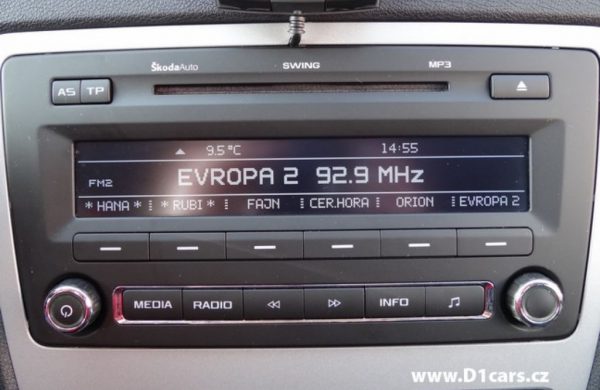 ŠkodaAuto SWING MP3
AS TP
9.5°C 14:55
FM2 EVROPA 2 92.9 MHz
*HANA* *RUBI* FAJN CER.HORA ORION EVROPA 2
MEDIA RADIO INFO
www.D1cars.cz